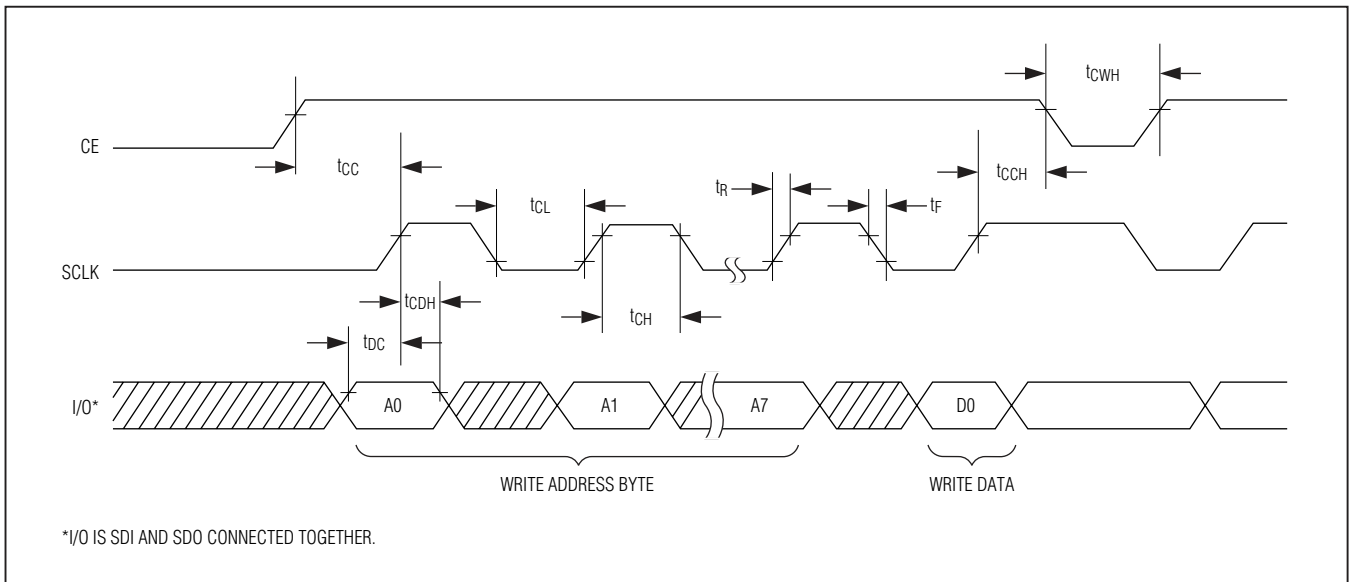 tCWH
CE
tCC
tCCH
tR
tCL
tF
SCLK
tCDH
tCH
tDC
I/O*
A0
A1
A7
D0
WRITE ADDRESS BYTE
WRITE DATA
*I/O IS SDI AND SDO CONNECTED TOGETHER.